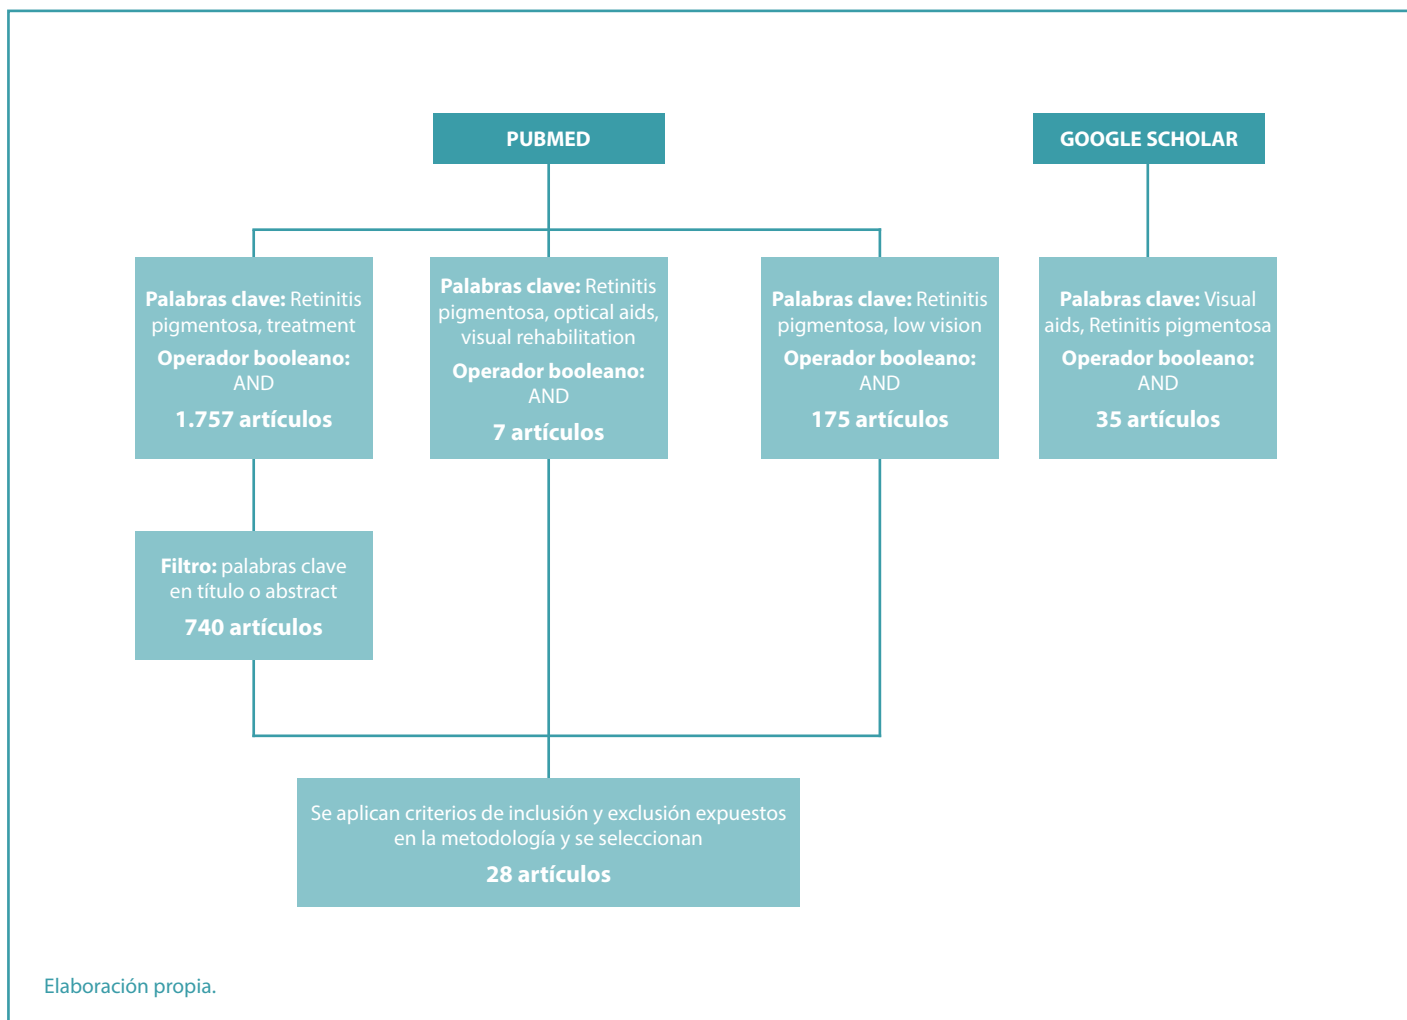 PUBMED
GOOGLE SCHOLAR
Palabras clave: Retinitis
pigmentosa, treatment
Operador booleano:
AND
1.757 artículos
Palabras clave: Retinitis
pigmentosa, optical aids,
visual rehabilitation
Operador booleano:
AND
7 artículos
Palabras clave: Retinitis
pigmentosa, low vision
Operador booleano:
AND
175 artículos
Palabras clave: Visual
aids, Retinitis pigmentosa
Operador booleano:
AND
35 artículos
Filtro: palabras clave
en título o abstract
740 artículos
Se aplican criterios de inclusión y exclusión expuestos
en la metodología y se seleccionan
28 artículos
Elaboración propia.